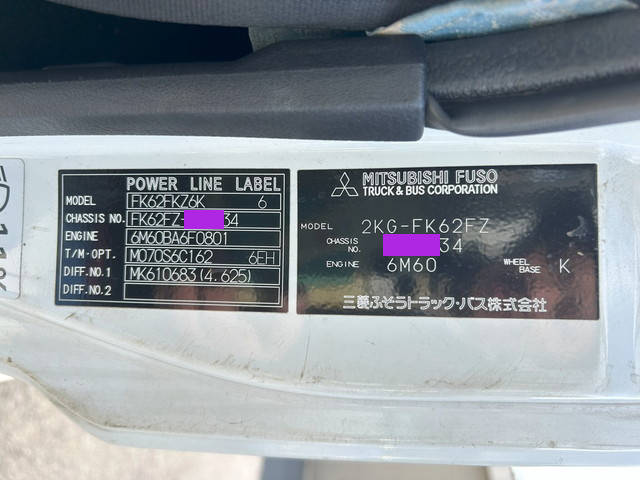 POWER LINE LABEL
MODEL FK62FKZ6K 6
CHASSIS NO. FK62FZ- 34
ENGINE 6M60BA6F0801
T/M·OPT. M070S6C162 6EH
DIFF.NO.1 MK610683(4.625)
DIFF.NO.2
MITSUBISHI FUSO
TRUCK & BUS CORPORATION
MODEL 2KG-FK62FZ
CHASSIS NO. 34
ENGINE 6M60 WHEEL BASE K
三菱ふそうトラック・バス株式会社